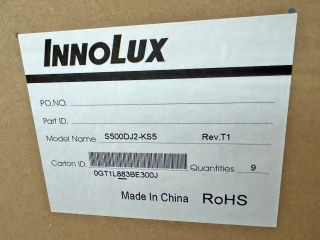 INNOLUX
PO.NO.
Part ID.
Model Name S500DJ2-KS5 Rev.T1
Carton ID. Quantities 9
0GT1L883BE300J
Made In China RoHS